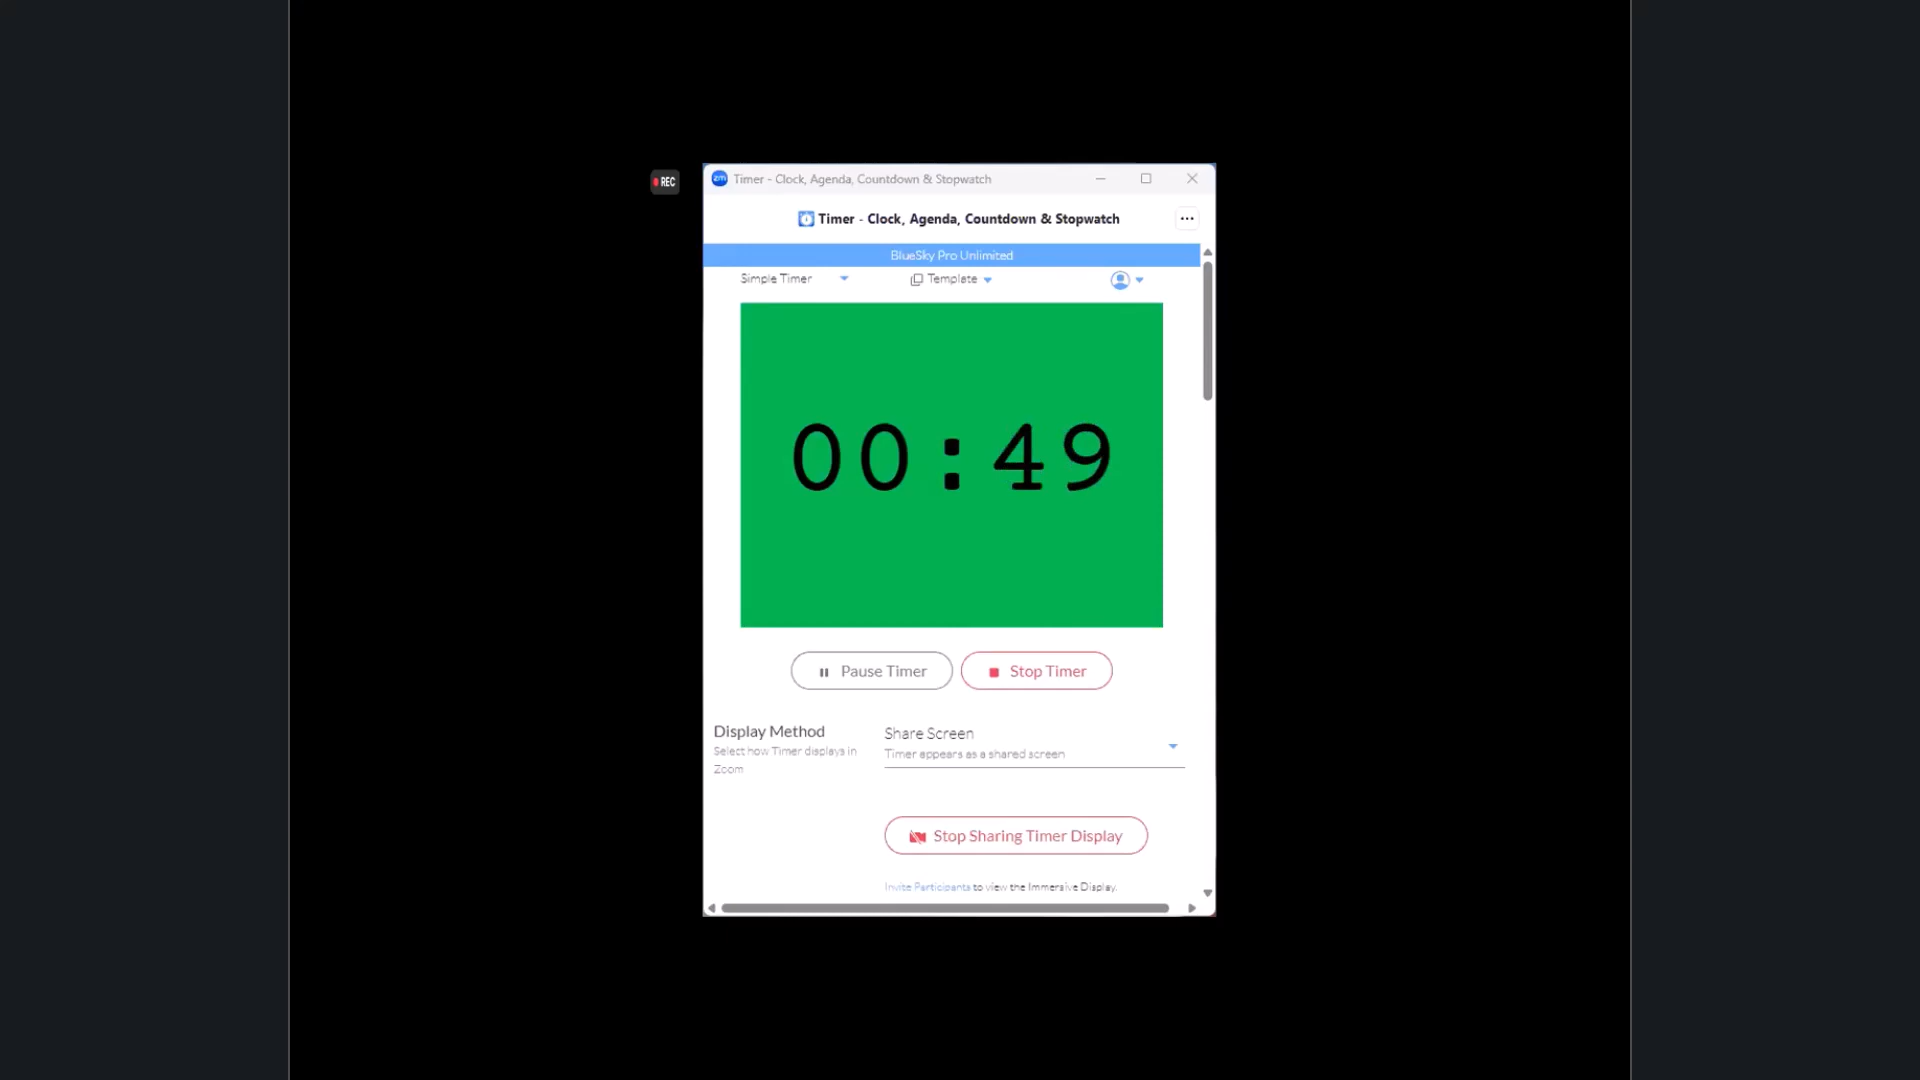 REC
zm Timer - Clock, Agenda, Countdown & Stopwatch
Timer - Clock, Agenda, Countdown & Stopwatch
BlueSky Pro Unlimited
Simple Timer Template
00:49
Pause Timer Stop Timer
Display Method
Select how Timer displays in
Zoom
Share Screen
Timer appears as a shared screen
Stop Sharing Timer Display
Invite Participants to view the Immersive Display.